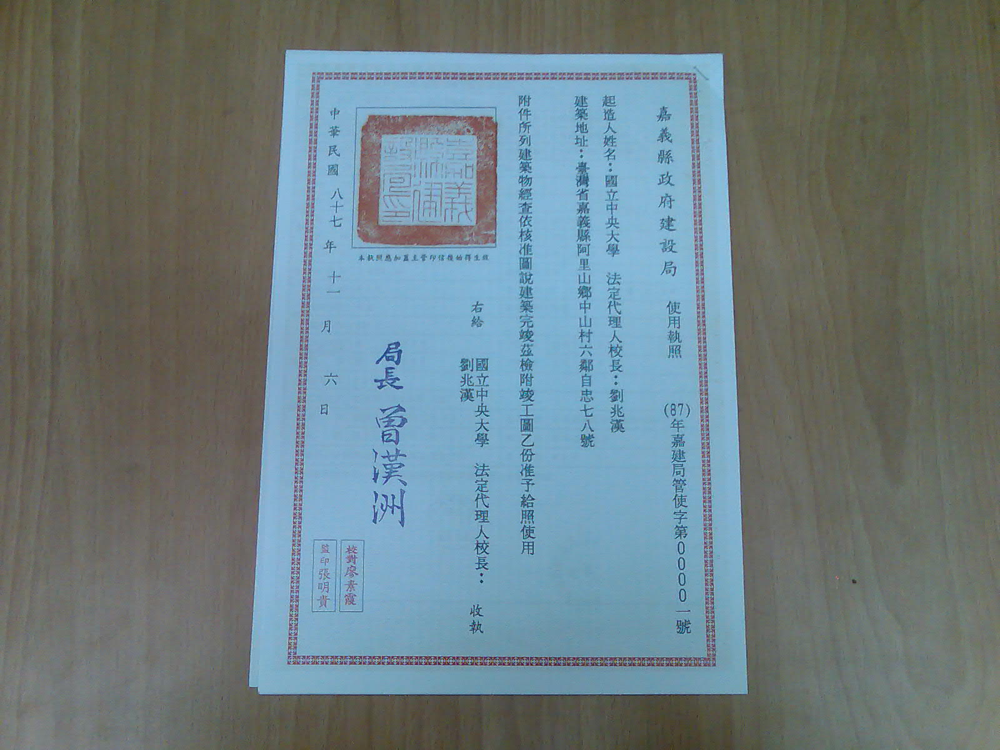 嘉義縣政府建設局 使用執照 (87)年嘉建局管使字第0000一號
起造人姓名：國立中央大學 法定代理人校長：劉兆漢
建築地址：臺灣省嘉義縣阿里山鄉中山村六鄰自忠七八號
附件所列建築物經查依核准圖說建築完竣茲檢附竣工圖乙份准予給照使用
右給 國立中央大學 法定代理人校長：
劉兆漢
收執
本執照應加蓋主管印信後始得生效
局長 曾漢洲
校對廖素霞
監印張明貴
中華民國 八十七 年 十一 月 六 日